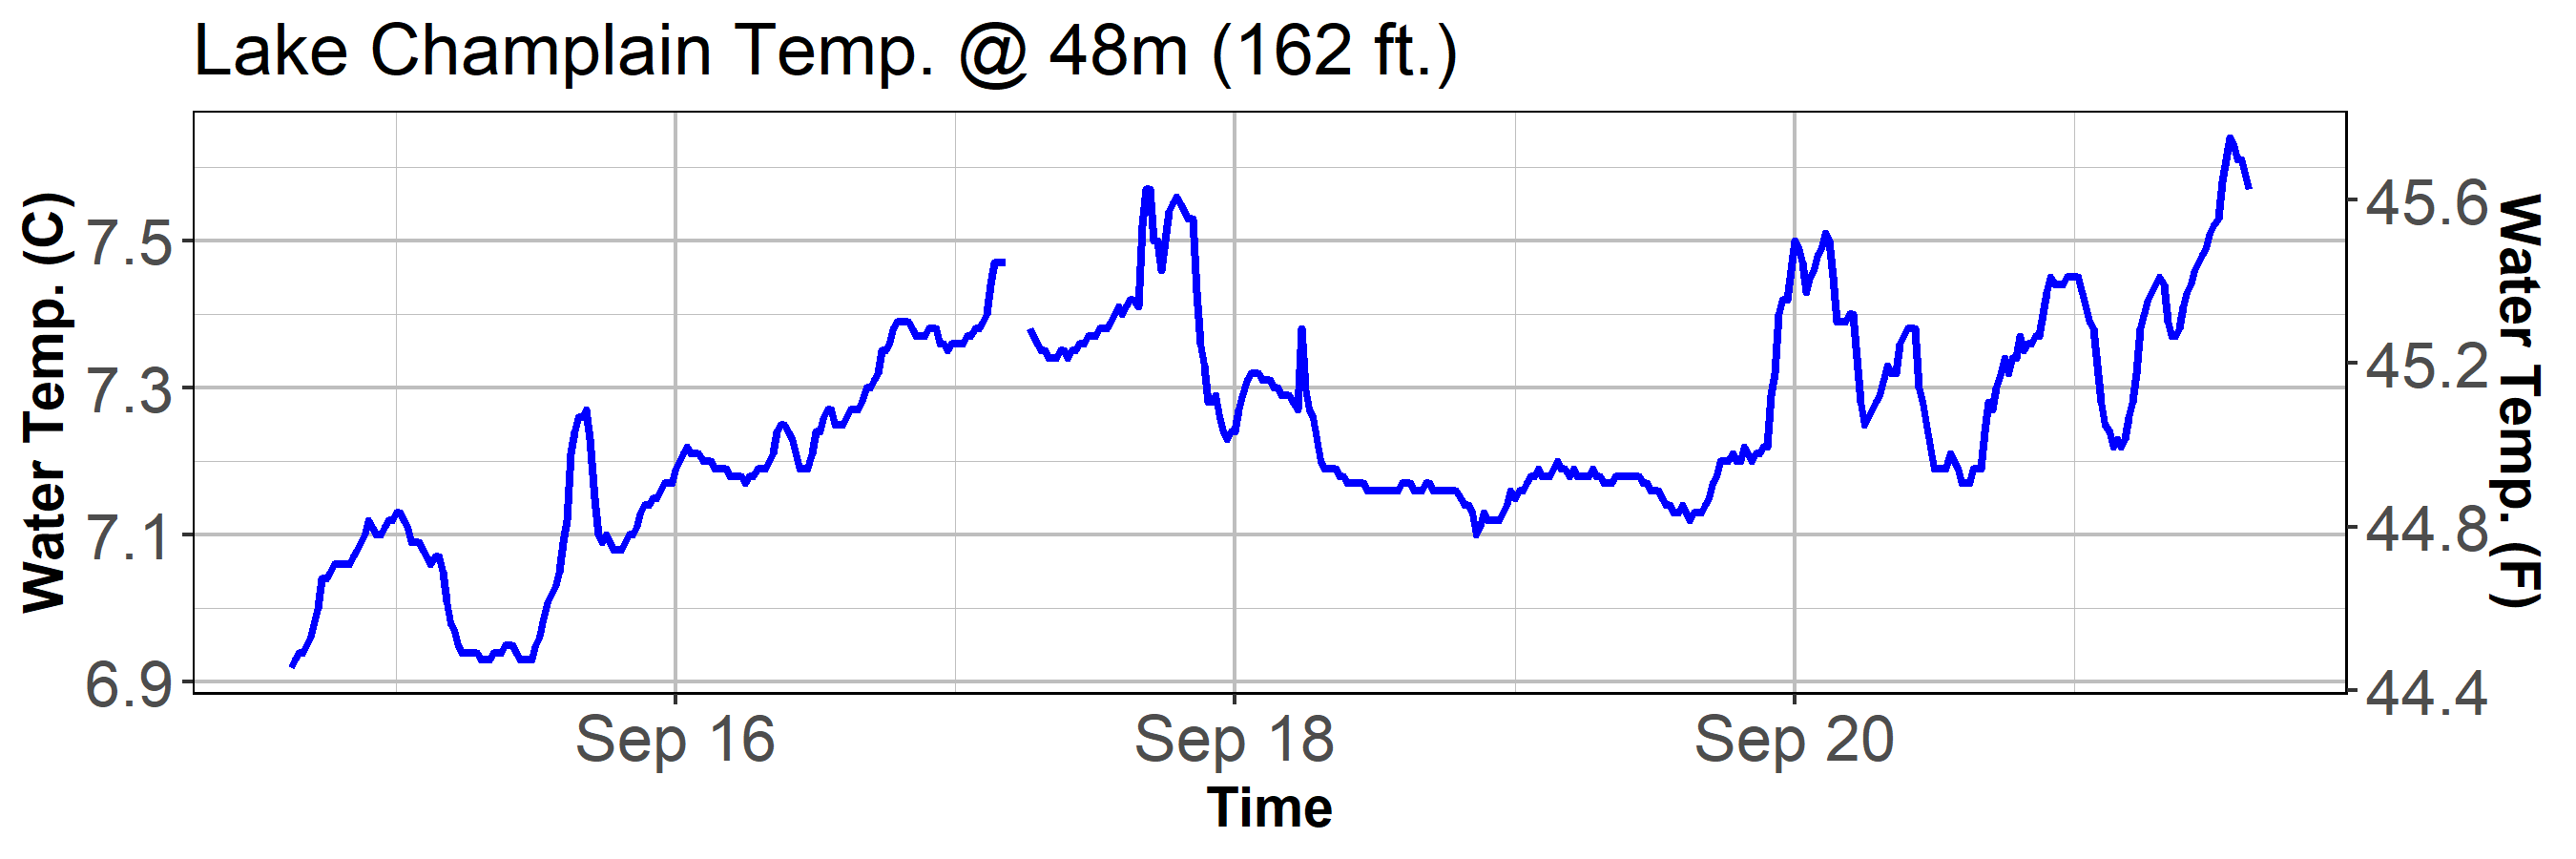 Lake Champlain Temp. @ 48m (162 ft.)
Water Temp. (C)
7.5
7.3
7.1
6.9
45.6
45.2
44.8
44.4
Water Temp. (F)
Sep 16
Sep 18
Sep 20
Time